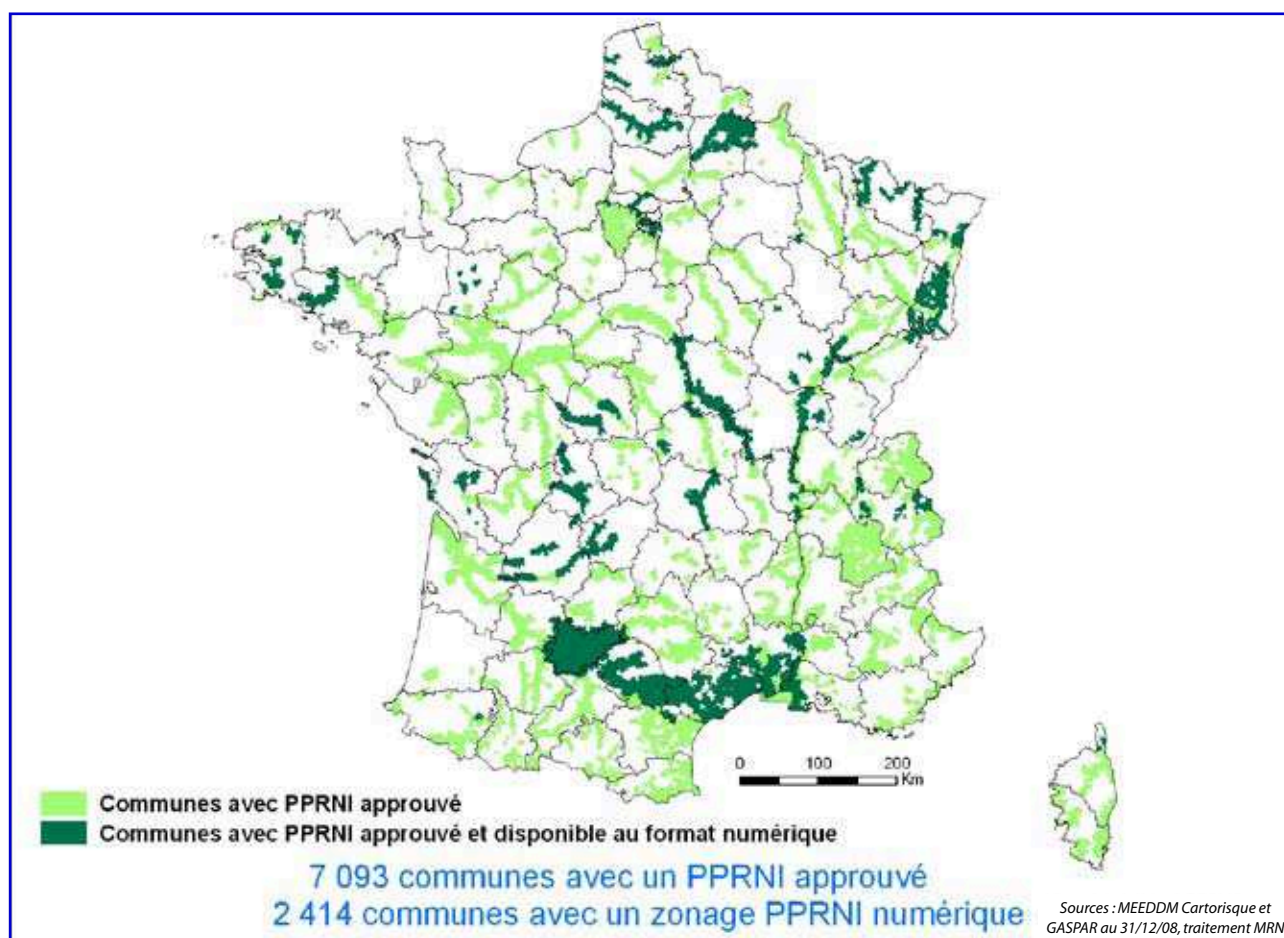 0 100 200
Km
Communes avec PPRNI approuvé
Communes avec PPRNI approuvé et disponible au format numérique
7 093 communes avec un PPRNI approuvé
2 414 communes avec un zonage PPRNI numérique
Sources : MEEDDM Cartorisque et
GASPAR au 31/12/08, traitement MRN